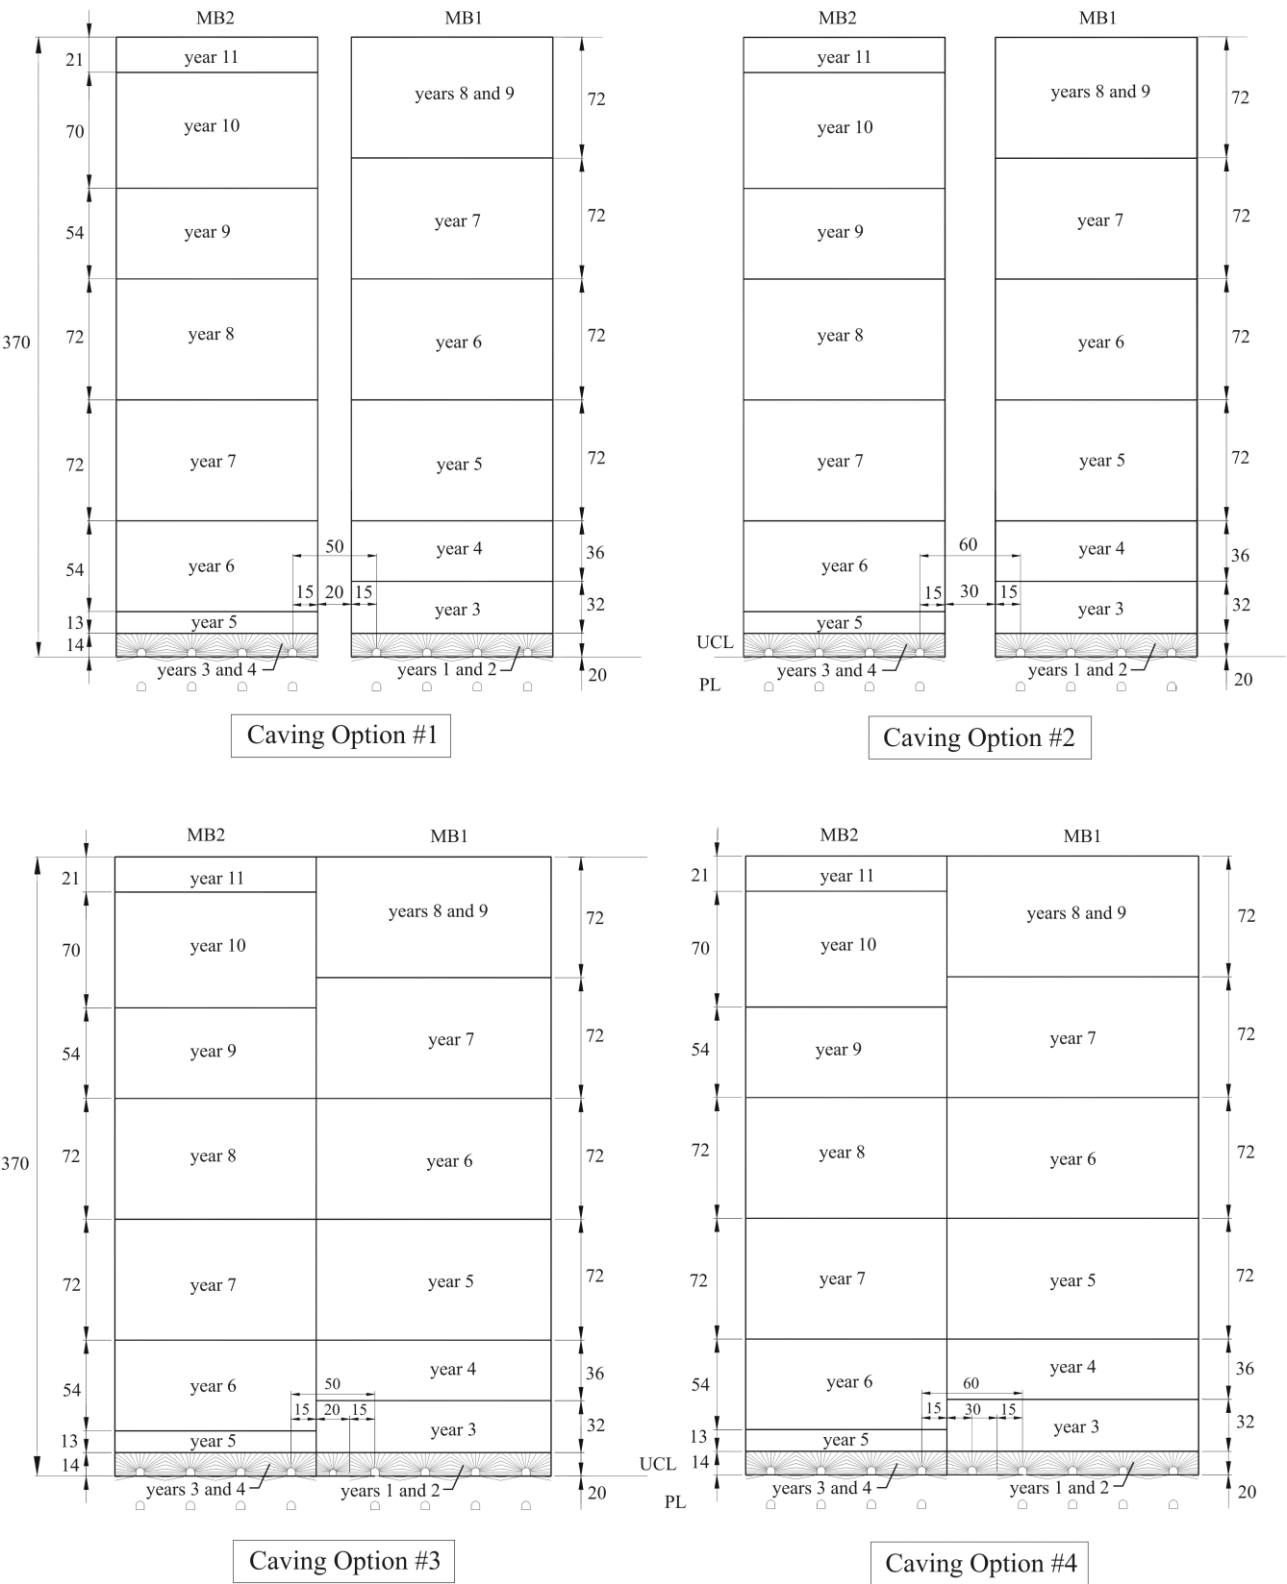 MB2 MB1
21 year 11 years 8 and 9 72
70 year 10
54 year 9 year 7 72
370 72 year 8 year 6 72
72 year 7 year 5 72
54 year 6 50 year 4 36
15 20 15
13 year 5 year 3 32
14
years 3 and 4 years 1 and 2 20
Caving Option #1
MB2 MB1
year 11 years 8 and 9 72
year 10
year 9 year 7 72
year 8 year 6 72
year 7 year 5 72
year 6 60 year 4 36
15 30 15
year 5 year 3 32
UCL
years 3 and 4 years 1 and 2 20
PL
Caving Option #2
MB2 MB1
21 year 11 years 8 and 9 72
70 year 10
54 year 9 year 7 72
370 72 year 8 year 6 72
72 year 7 year 5 72
54 year 6 50 year 4 36
15 20 15
13 year 5 year 3 32
14
years 3 and 4 years 1 and 2 20
Caving Option #3
MB2 MB1
21 year 11 years 8 and 9 72
70 year 10
54 year 9 year 7 72
72 year 8 year 6 72
72 year 7 year 5 72
54 year 6 60 year 4 36
15 30 15
13 year 5 year 3 32
UCL 14
years 3 and 4 years 1 and 2 20
PL
Caving Option #4